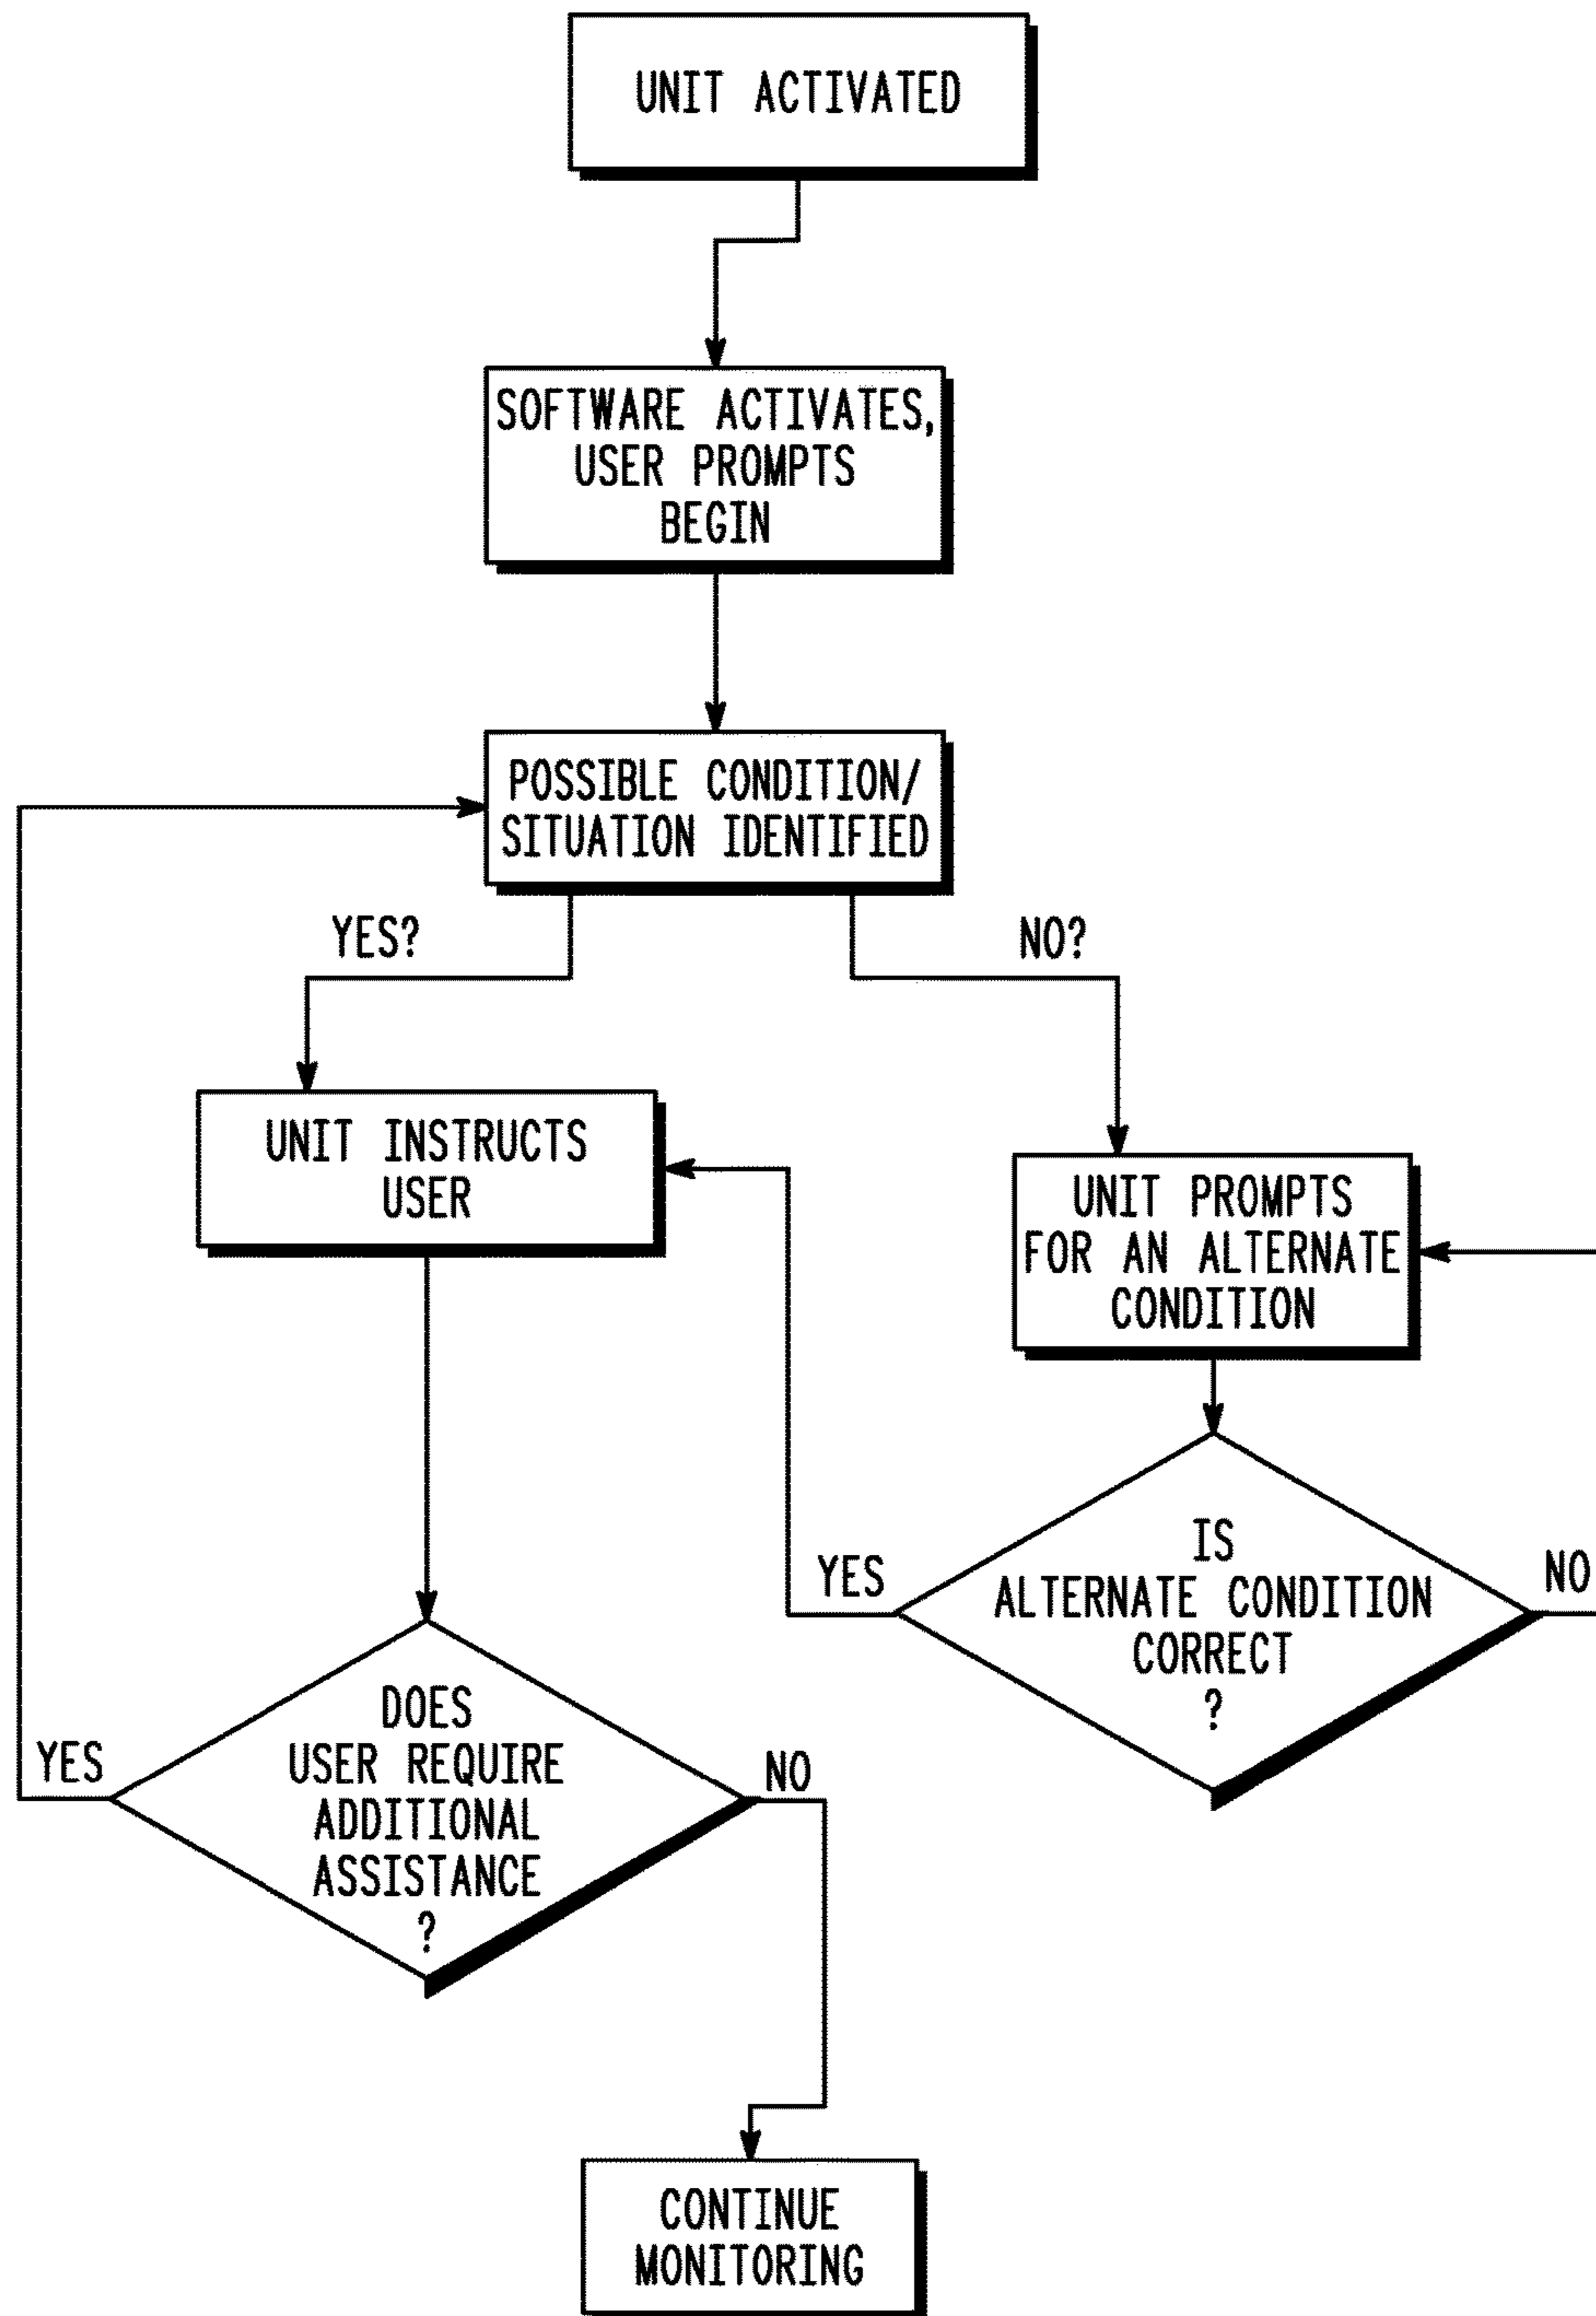 UNIT ACTIVATED
SOFTWARE ACTIVATES,
USER PROMPTS
BEGIN
POSSIBLE CONDITION/
SITUATION IDENTIFIED
YES?
NO?
UNIT INSTRUCTS
USER
UNIT PROMPTS
FOR AN ALTERNATE
CONDITION
IS
ALTERNATE CONDITION
CORRECT
?
YES
NO
DOES
USER REQUIRE
ADDITIONAL
ASSISTANCE
?
YES
NO
CONTINUE
MONITORING